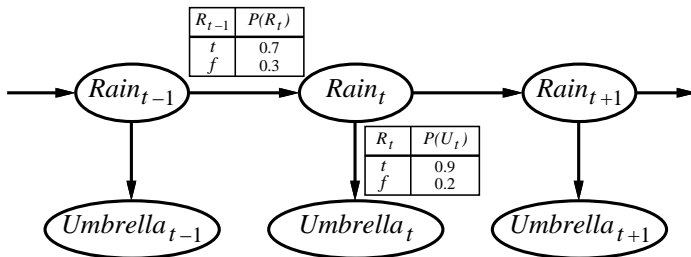 R_{t-1} P(R_t)
t 0.7
f 0.3
Rain_{t-1} Rain_t Rain_{t+1}
R_t P(U_t)
t 0.9
f 0.2
Umbrella_{t-1} Umbrella_t Umbrella_{t+1}